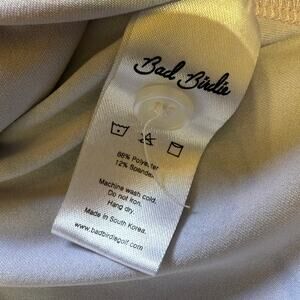 Bad Birdie
88% Polyester
12% Spandex
Machine wash cold.
Do not iron.
Hang dry.
Made in South Korea.
www.badbirdiegolf.com